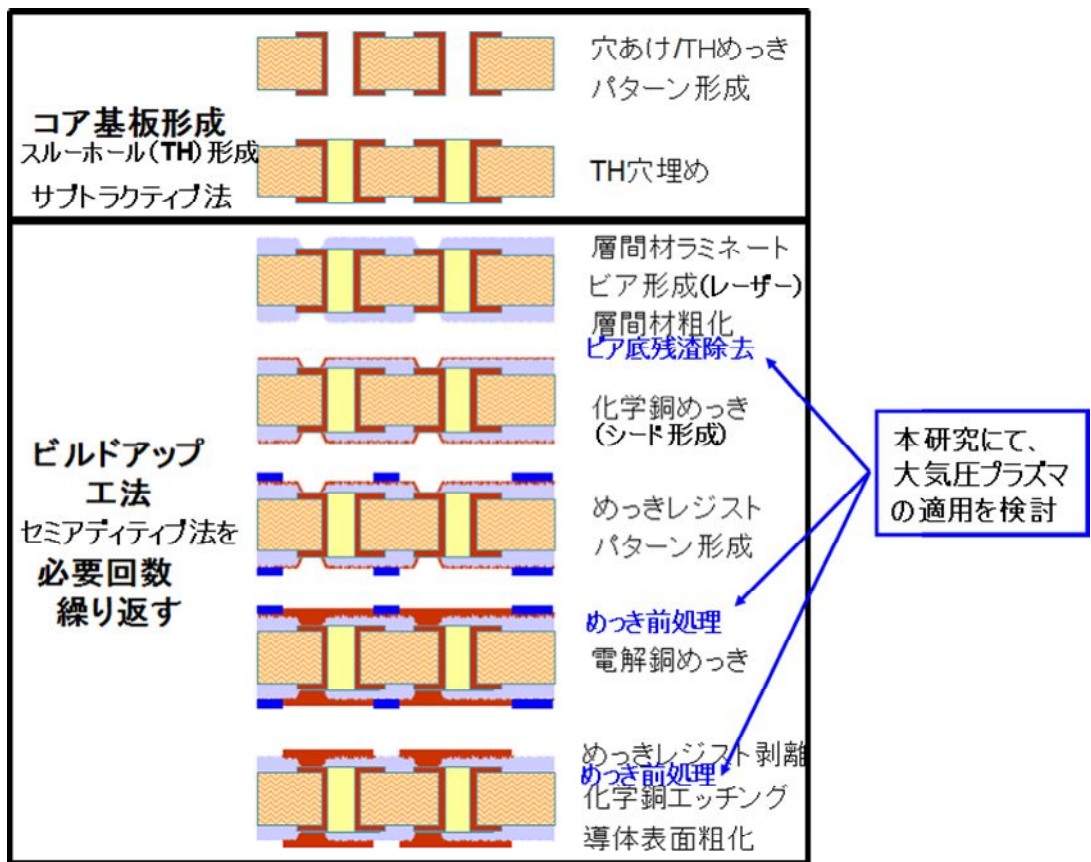 コア基板形成
スルーホール(TH)形成
サブトラクティブ法
穴あけ/THめっき
パターン形成
TH穴埋め
ビルドアップ
工法
セミアディティブ法を
必要回数
繰り返す
層間材ラミネート
ビア形成(レーザー)
層間材粗化
ビア底残渣除去
化学銅めっき
(シード形成)
めっきレジスト
パターン形成
めっき前処理
電解銅めっき
めっきレジスト剥離
めっき前処理
化学銅エッチング
導体表面粗化
本研究にて、
大気圧プラズマ
の適用を検討